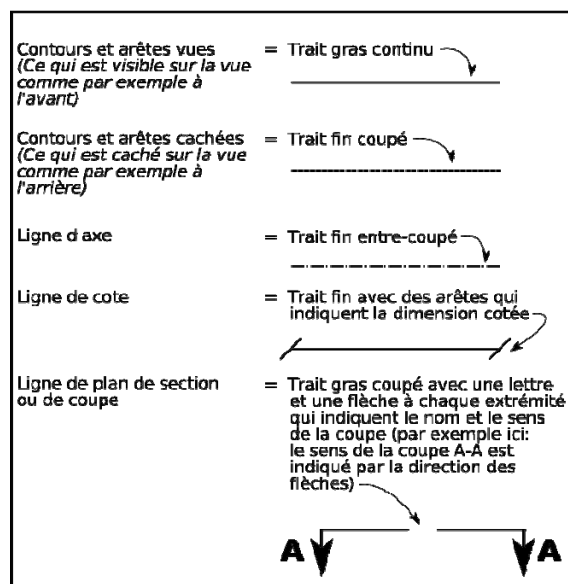 Contours et arêtes vues = Trait gras continu
(Ce qui est visible sur la vue
comme par exemple à
l'avant)
Contours et arêtes cachées = Trait fin coupé
(Ce qui est caché sur la vue
comme par exemple à
l'arrière)
Ligne d'axe = Trait fin entre-coupé
Ligne de cote = Trait fin avec des arêtes qui
indiquent la dimension cotée
Ligne de plan de section = Trait gras coupé avec une lettre
ou de coupe et une flèche à chaque extrémité
qui indiquent le nom et le sens
de la coupe (par exemple ici:
le sens de la coupe A-A est
indiqué par la direction des
flèches)
A A